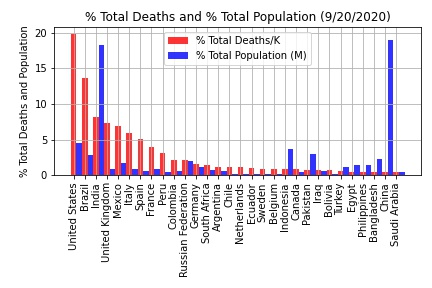 % Total Deaths and % Total Population (9/20/2020)
% Total Deaths/K
% Total Population (M)
% Total Deaths and Population
20
15
10
5
0
United States
Brazil
India
United Kingdom
Mexico
Italy
Spain
France
Peru
Colombia
Russian Federation
Germany
South Africa
Argentina
Chile
Netherlands
Ecuador
Sweden
Belgium
Indonesia
Canada
Pakistan
Iraq
Bolivia
Turkey
Egypt
Philippines
Bangladesh
China
Saudi Arabia